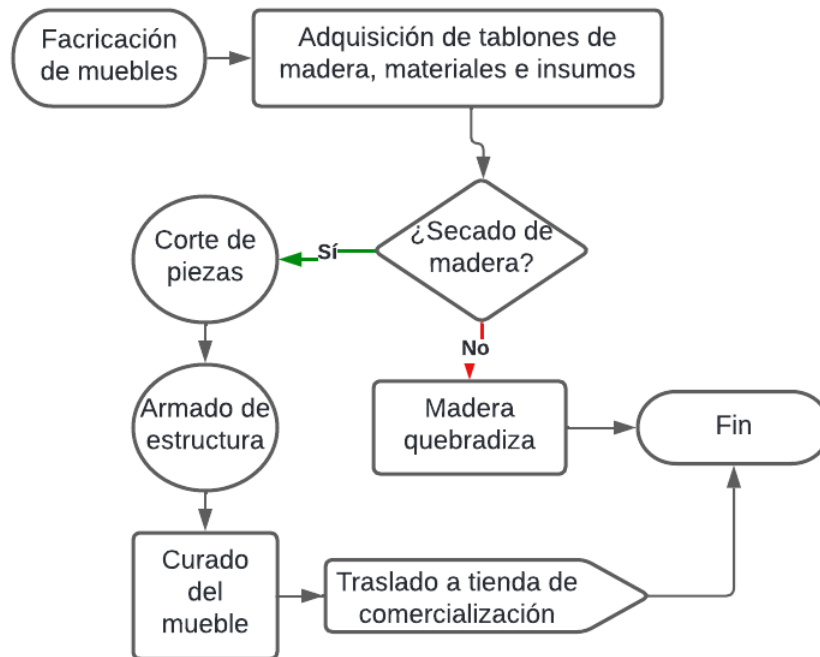 Facricación
de muebles
Adquisición de tablones de
madera, materiales e insumos
¿Secado de
madera?
Sí
Corte de
piezas
No
Armado de
estructura
Madera
quebradiza
Fin
Curado
del
mueble
Traslado a tienda de
comercialización